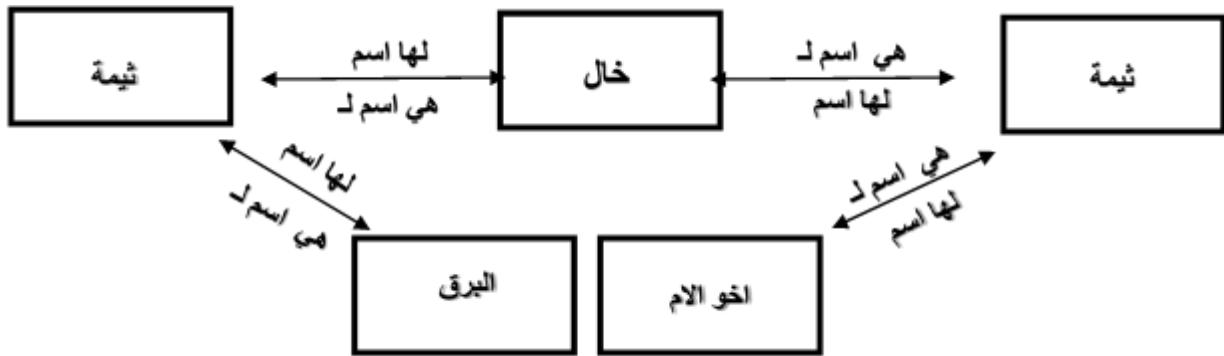 ثيمة
هي اسم لـ
لها اسم
خال
لها اسم
هي اسم لـ
ثيمة
هي اسم لـ
لها اسم
لها اسم
هي اسم لـ
اخو الام
البرق